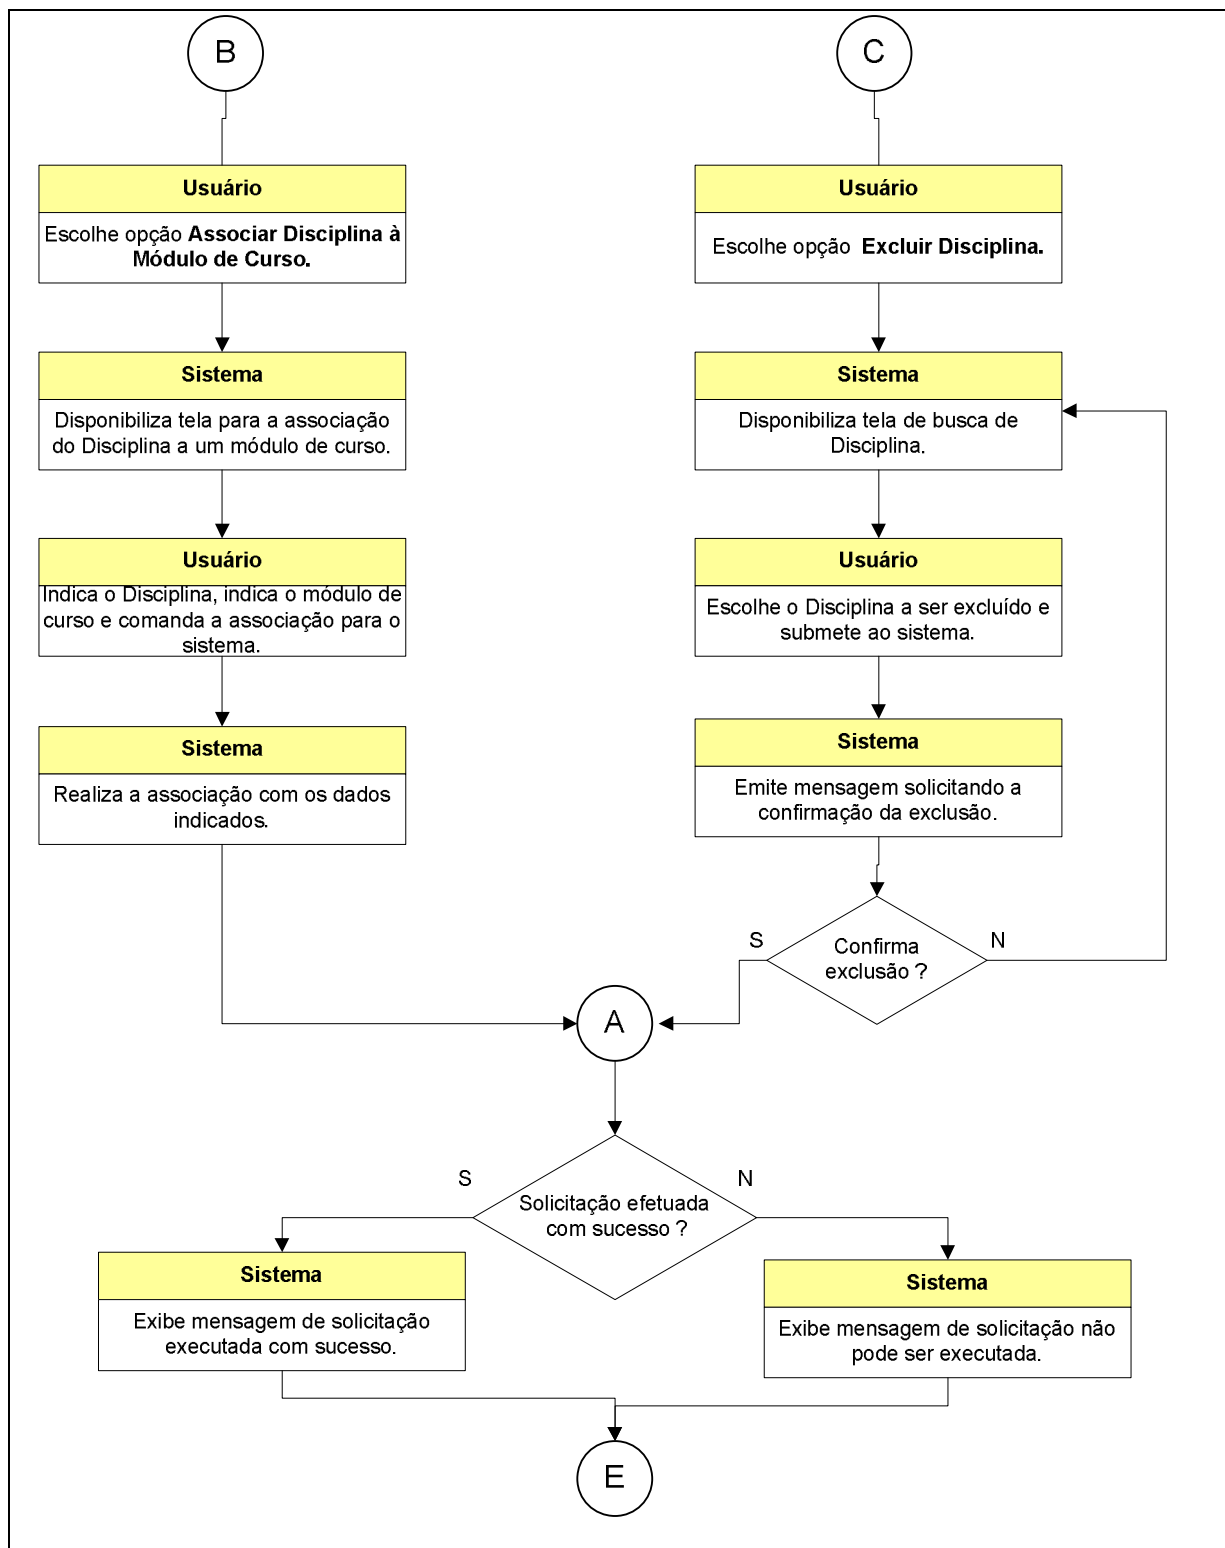 B
Usuário
Escolhe opção Associar Disciplina à
Módulo de Curso.
Sistema
Disponibiliza tela para a associação
do Disciplina a um módulo de curso.
Usuário
Indica o Disciplina, indica o módulo de
curso e comanda a associação para o
sistema.
Sistema
Realiza a associação com os dados
indicados.
C
Usuário
Escolhe opção Excluir Disciplina.
Sistema
Disponibiliza tela de busca de
Disciplina.
Usuário
Escolhe o Disciplina a ser excluído e
submete ao sistema.
Sistema
Emite mensagem solicitando a
confirmação da exclusão.
S
Confirma
exclusão ?
N
A
S
Solicitação efetuada
com sucesso ?
N
Sistema
Exibe mensagem de solicitação
executada com sucesso.
Sistema
Exibe mensagem de solicitação não
pode ser executada.
E